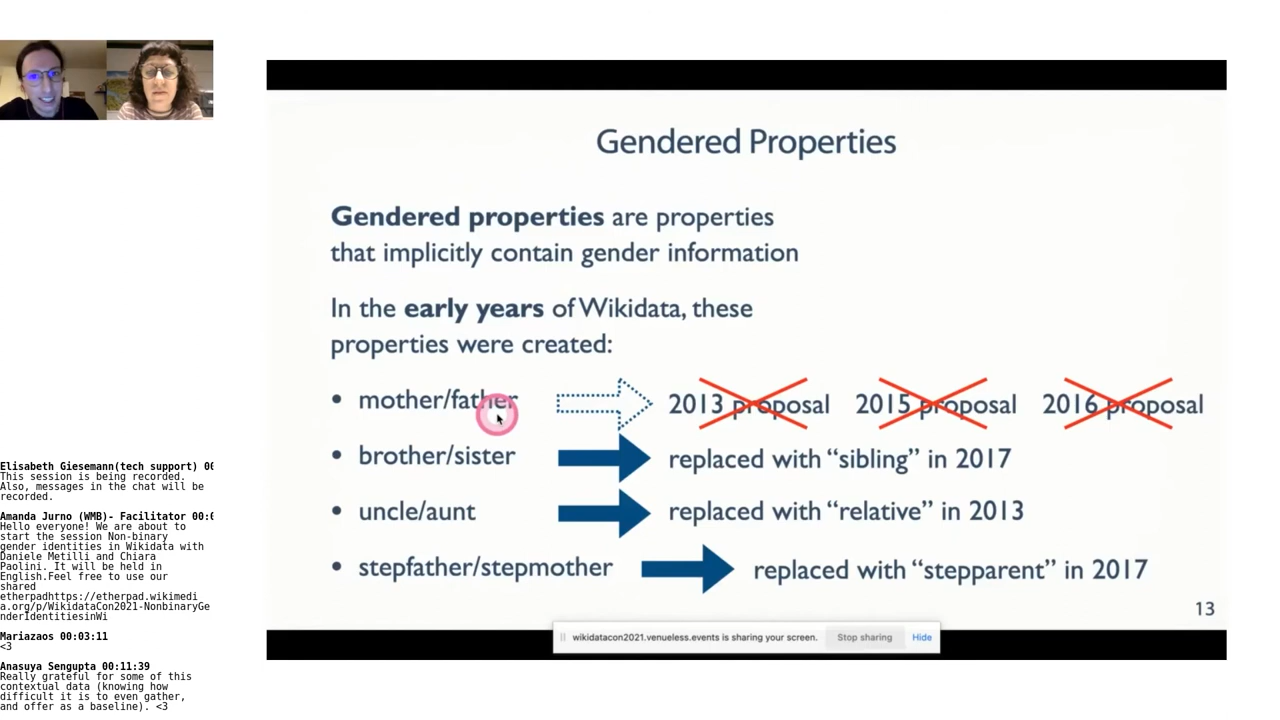 Gendered Properties
Gendered properties are properties
that implicitly contain gender information
In the early years of Wikidata, these
properties were created:
• mother/father 2013 proposal 2015 proposal 2016 proposal
• brother/sister replaced with “sibling” in 2017
• uncle/aunt replaced with “relative” in 2013
• stepfather/stepmother replaced with “stepparent” in 2017
13
wikidatacon2021.venueless.events is sharing your screen. Stop sharing Hide
Elisabeth Giesemann(tech support) 00
This session is being recorded.
Also, messages in the chat will be
recorded.
Amanda Jurno (WMB)- Facilitator 00:0
Hello everyone! We are about to
start the session Non-binary
gender identities in Wikidata with
Daniele Metilli and Chiara
Paolini. It will be held in
English.Feel free to use our
shared
etherpadhttps://etherpad.wikimedi
a.org/p/WikidataCon2021-NonbinaryGe
nderIdentitiesinWi
Mariazaos 00:03:11
<3
Anasuya Sengupta 00:11:39
Really grateful for some of this
contextual data (knowing how
difficult it is to even gather,
and offer as a baseline). <3